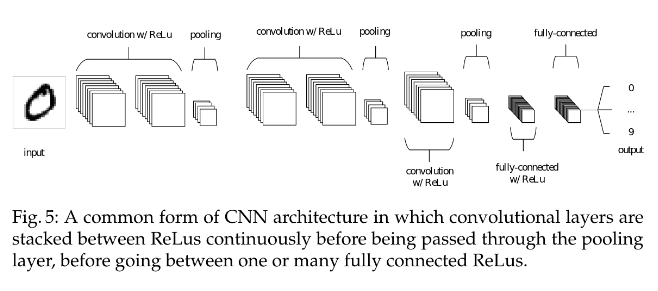 convolution w/ ReLu
pooling
convolution w/ ReLu
pooling
pooling
fully-connected
0
...
9
input
output
convolution
w/ ReLu
fully-connected
w/ ReLu
Fig. 5: A common form of CNN architecture in which convolutional layers are
stacked between ReLus continuously before being passed through the pooling
layer, before going between one or many fully connected ReLus.